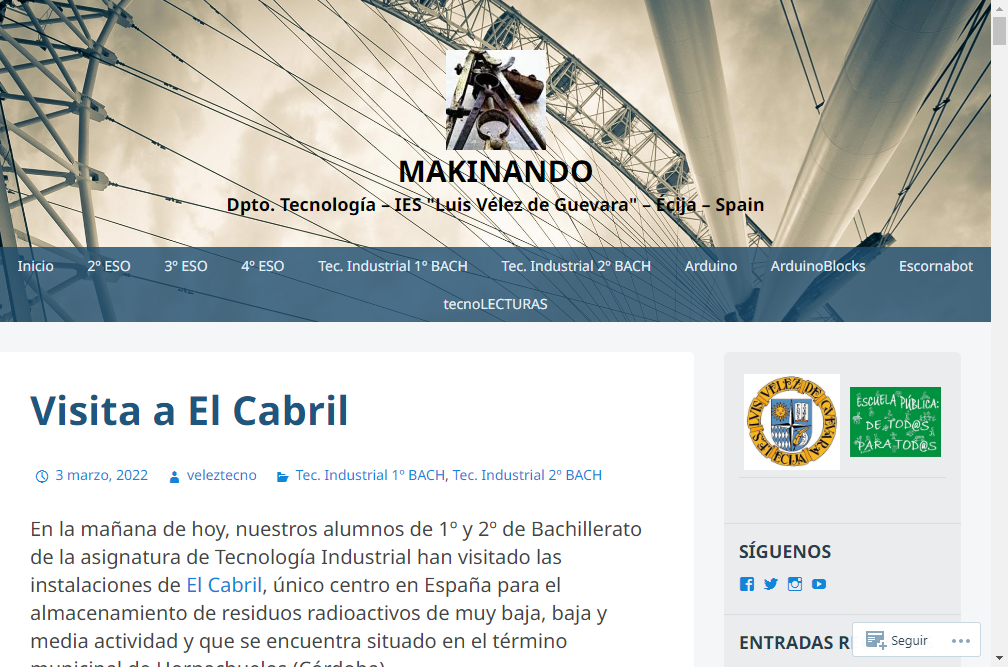 MAKINANDO
Dpto. Tecnología – IES "Luis Vélez de Guevara" – Ecija – Spain
Inicio 2º ESO 3º ESO 4º ESO Tec. Industrial 1º BACH Tec. Industrial 2º BACH Arduino ArduinoBlocks Escornabot
tecnoLECTURAS
Visita a El Cabril
3 marzo, 2022 veleztecno Tec. Industrial 1º BACH, Tec. Industrial 2º BACH
En la mañana de hoy, nuestros alumnos de 1º y 2º de Bachillerato
de la asignatura de Tecnología Industrial han visitado las
instalaciones de El Cabril, único centro en España para el
almacenamiento de residuos radioactivos de muy baja, baja y
media actividad y que se encuentra situado en el término
municipal de Hornachuelos (Córdoba)
I.E.S. LUIS VELEZ DE GUEVARA
ECIJA
ESCUELA PÚBLICA:
DE TOD@S
PARA TOD@S
SÍGUENOS
ENTRADAS R
Seguir